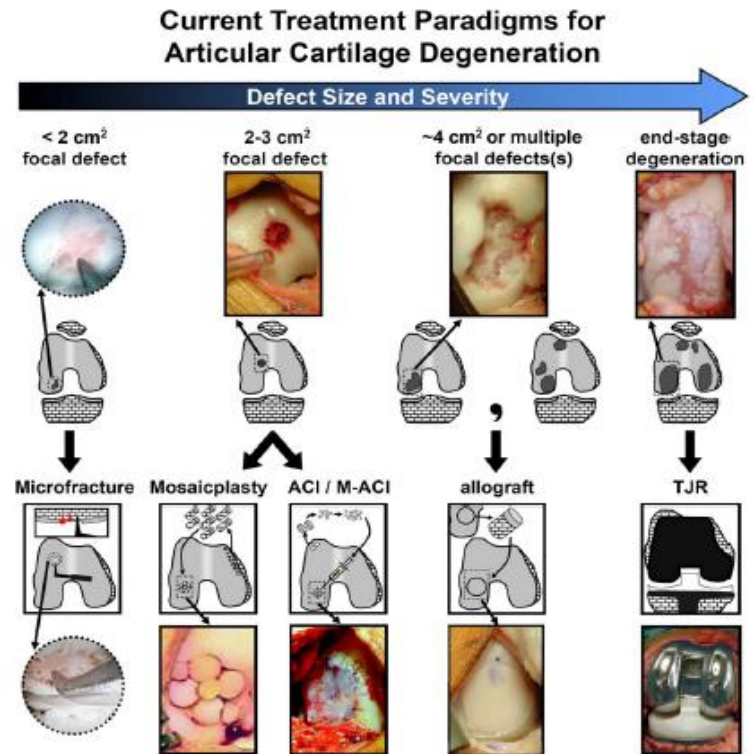 Current Treatment Paradigms for
Articular Cartilage Degeneration
Defect Size and Severity
< 2 cm²
focal defect
2-3 cm²
focal defect
~4 cm² or multiple
focal defects(s)
end-stage
degeneration
,
Microfracture
Mosaicplasty
ACI / M-ACI
allograft
TJR